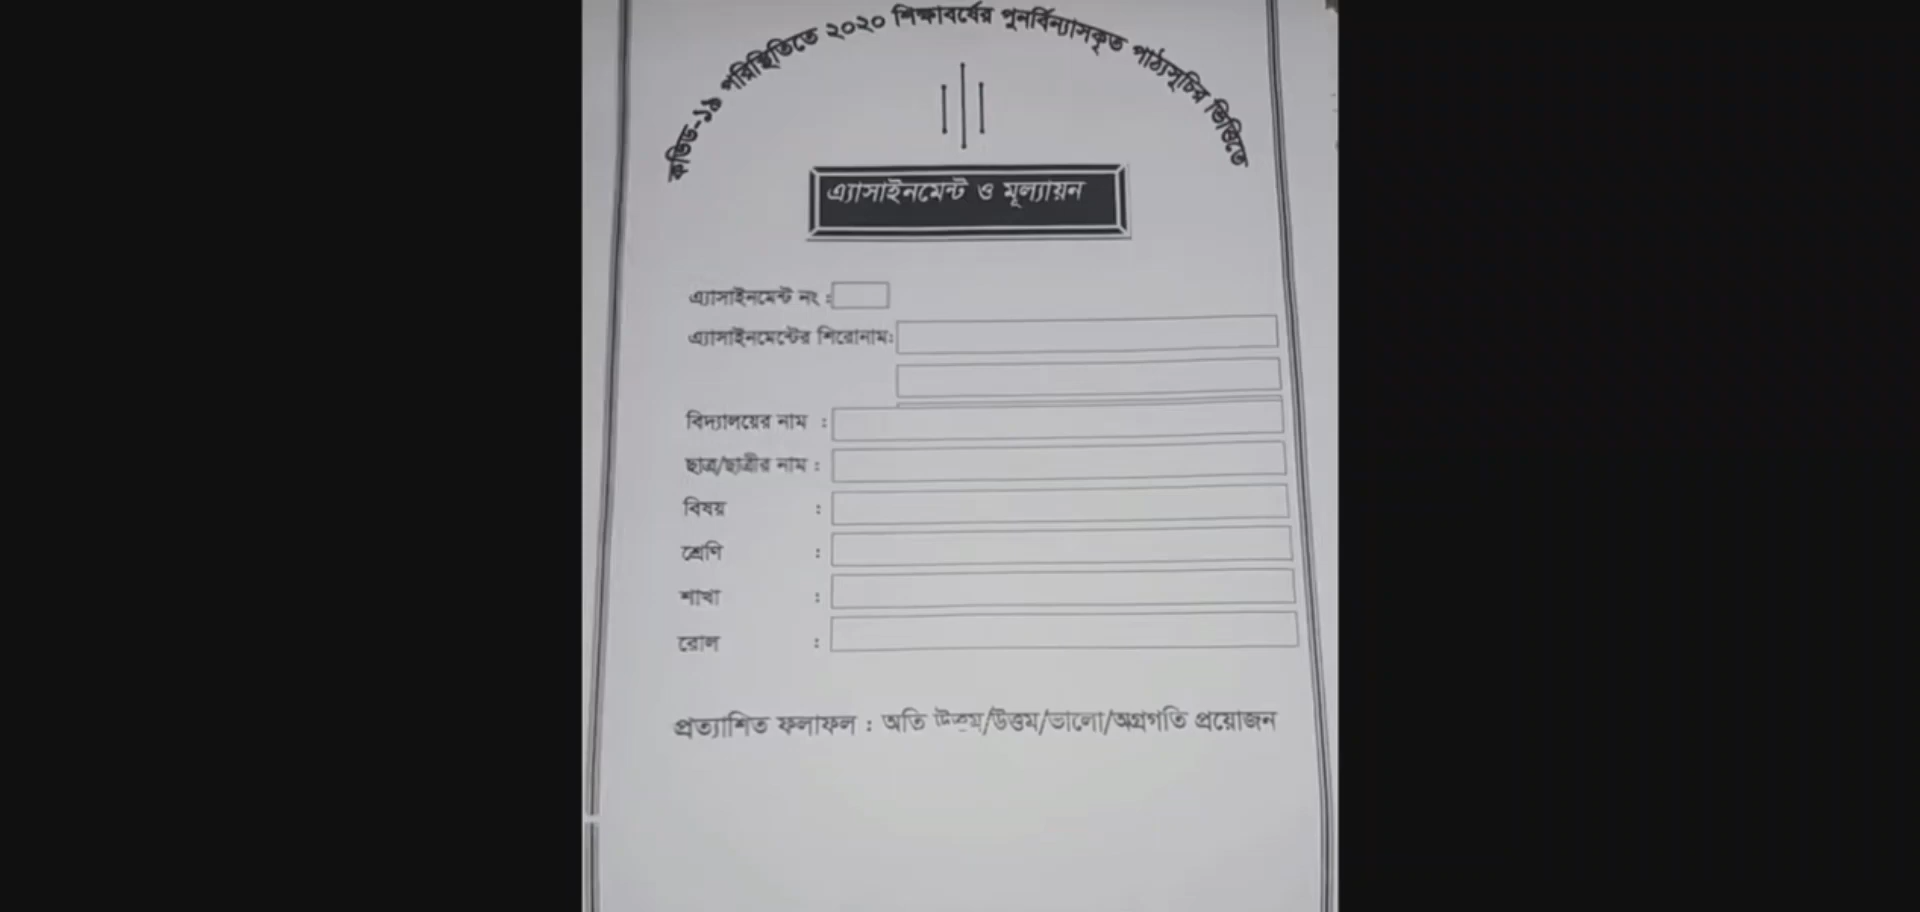 কভিড-১৯ পরিস্থিতিতে ২০২০ শিক্ষাবর্ষের পুনর্বিন্যাসকৃত পাঠ্যসূচির ভিত্তিতে
এ্যাসাইনমেন্ট ও মূল্যায়ন
এ্যাসাইনমেন্ট নং :
এ্যাসাইনমেন্টের শিরোনাম:
বিদ্যালয়ের নাম :
ছাত্র/ছাত্রীর নাম :
বিষয় :
শ্রেণি :
শাখা :
রোল :
প্রত্যাশিত ফলাফল : অতি উত্তম/উত্তম/ভালো/অগ্রগতি প্রয়োজন